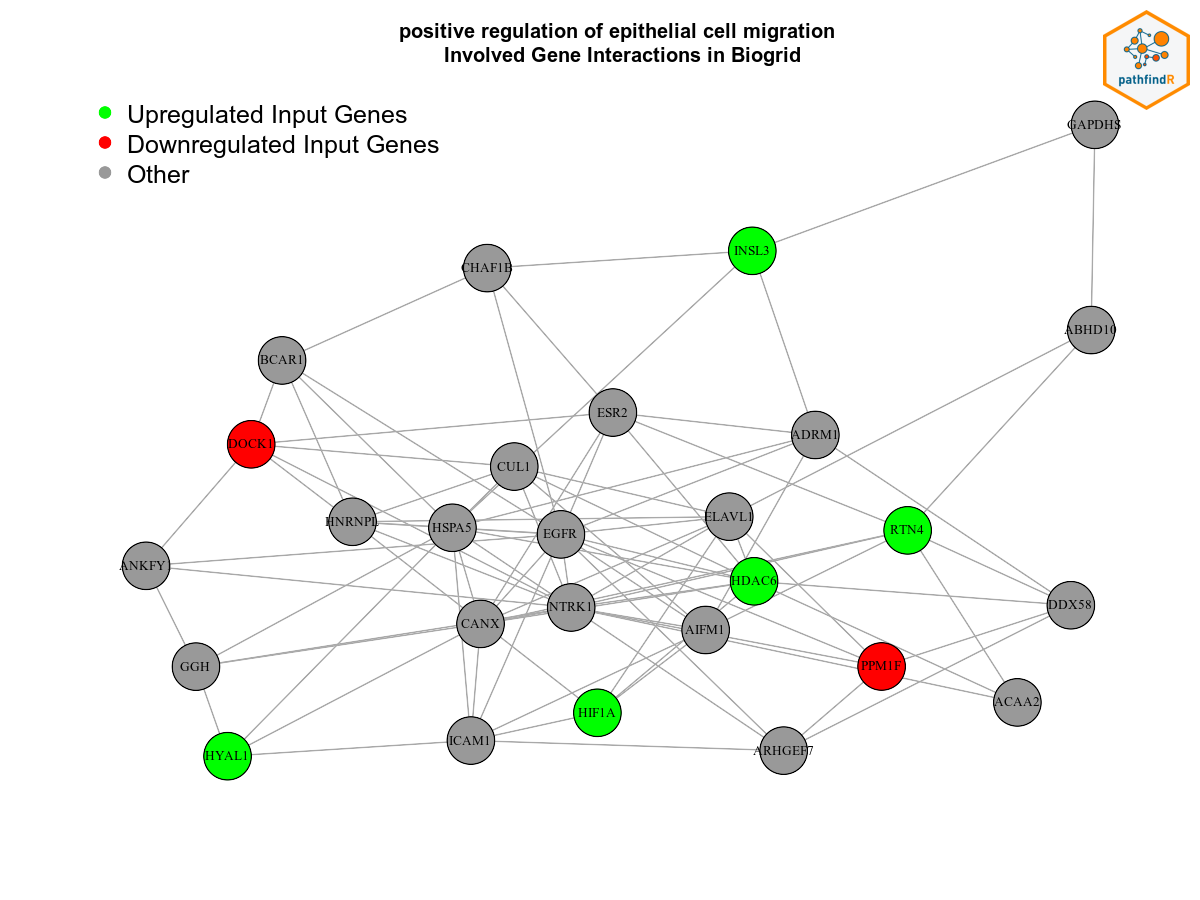 positive regulation of epithelial cell migration
Involved Gene Interactions in Biogrid
pathfindR
Upregulated Input Genes
Downregulated Input Genes
Other
GAPDHS
INSL3
CHAF1B
ABHD10
BCAR1
ESR2
ADRM1
DOCK1
CUL1
ELAVL1
HNRNPL
HSPA5
EGFR
RTN4
ANKFY
HDAC6
NTRK1
DDX58
CANX
AIFM1
GGH
PPM1F
ACAA2
HIF1A
ICAM1
ARHGEF7
HYAL1